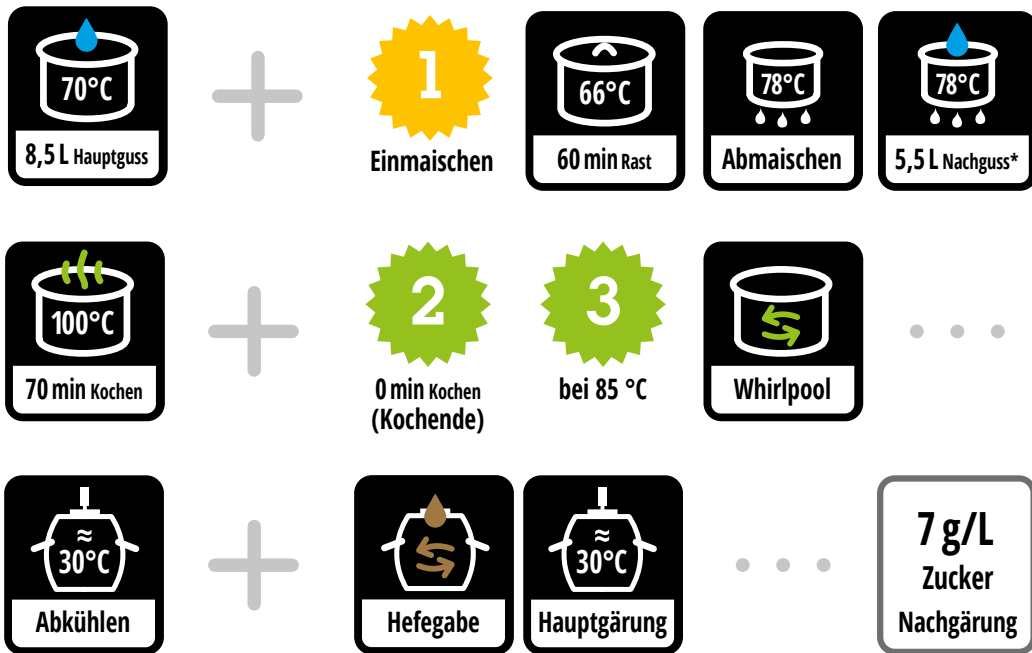 70°C
8,5 L Hauptguss
1
Einmaischen
66°C
60 min Rast
78°C
Abmaischen
78°C
5,5 L Nachguss*
100°C
70 min Kochen
2
0 min Kochen
(Kochende)
3
bei 85 °C
Whirlpool
≈
30°C
Abkühlen
Hefegabe
≈
30°C
Hauptgärung
7 g/L
Zucker
Nachgärung